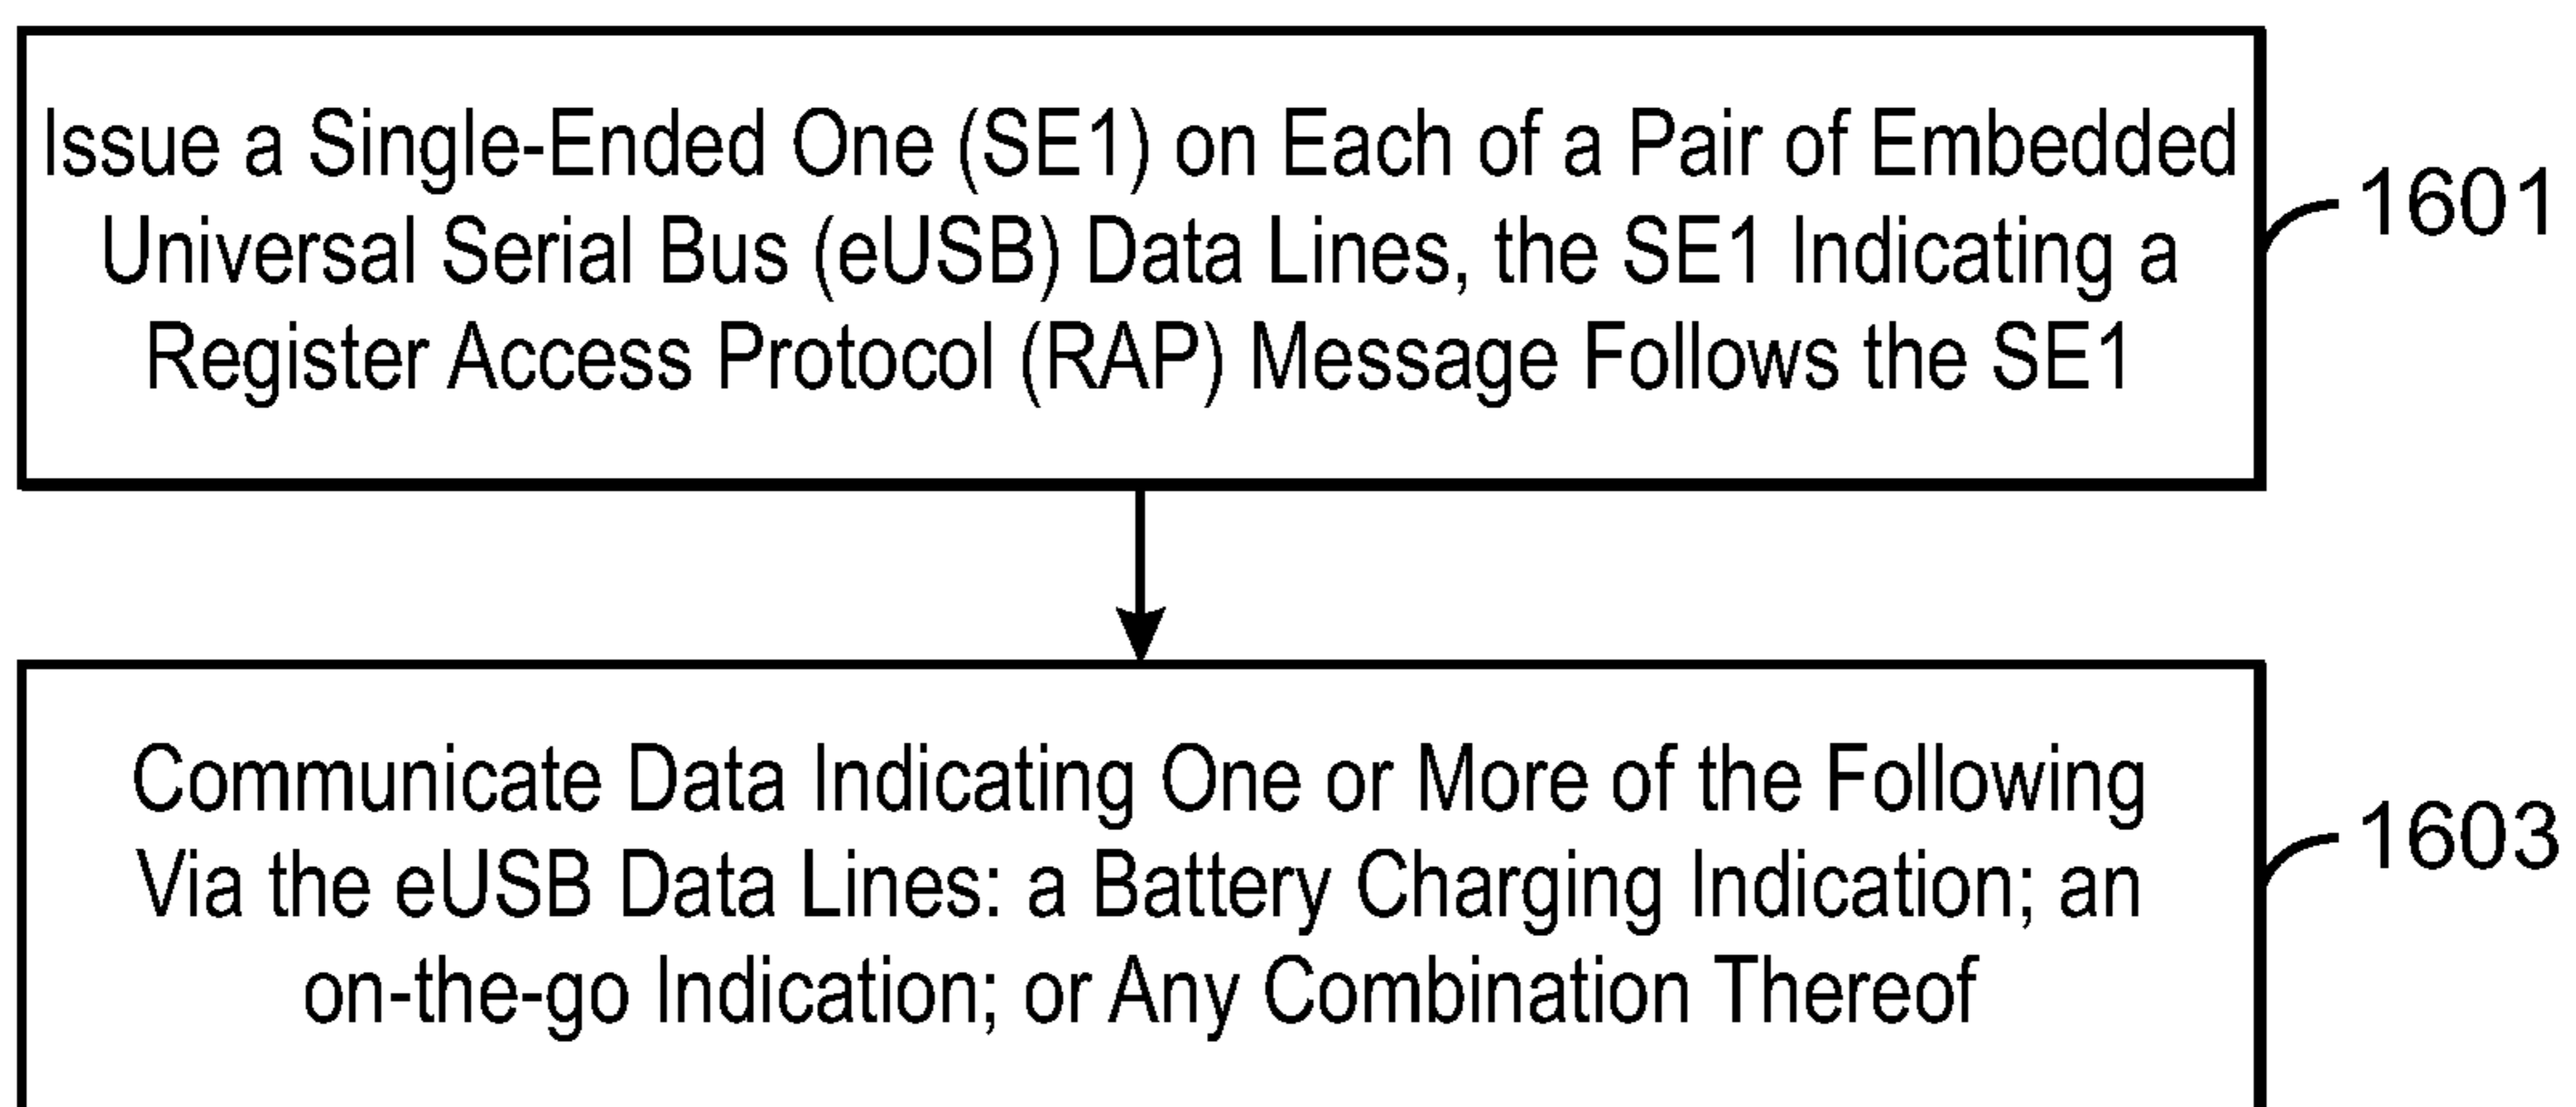 Issue a Single-Ended One (SE1) on Each of a Pair of Embedded
Universal Serial Bus (eUSB) Data Lines, the SE1 Indicating a
Register Access Protocol (RAP) Message Follows the SE1
1601
Communicate Data Indicating One or More of the Following
Via the eUSB Data Lines: a Battery Charging Indication; an
on-the-go Indication; or Any Combination Thereof
1603